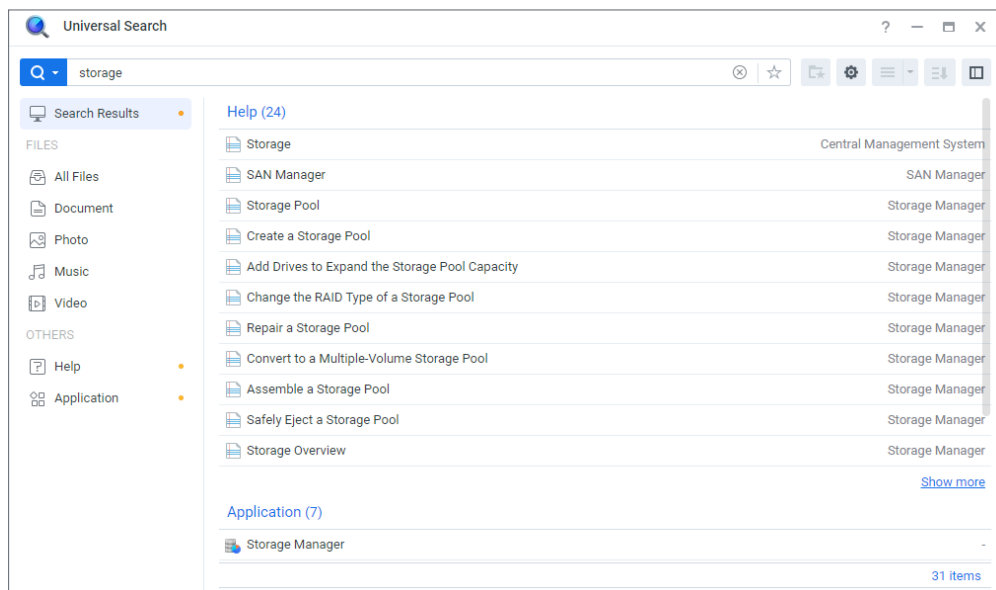 Universal Search
storage
Search Results
FILES
All Files
Document
Photo
Music
Video
OTHERS
Help
Application
Help (24)
Storage Central Management System
SAN Manager SAN Manager
Storage Pool Storage Manager
Create a Storage Pool Storage Manager
Add Drives to Expand the Storage Pool Capacity Storage Manager
Change the RAID Type of a Storage Pool Storage Manager
Repair a Storage Pool Storage Manager
Convert to a Multiple-Volume Storage Pool Storage Manager
Assemble a Storage Pool Storage Manager
Safely Eject a Storage Pool Storage Manager
Storage Overview Storage Manager
Show more
Application (7)
Storage Manager -
31 items